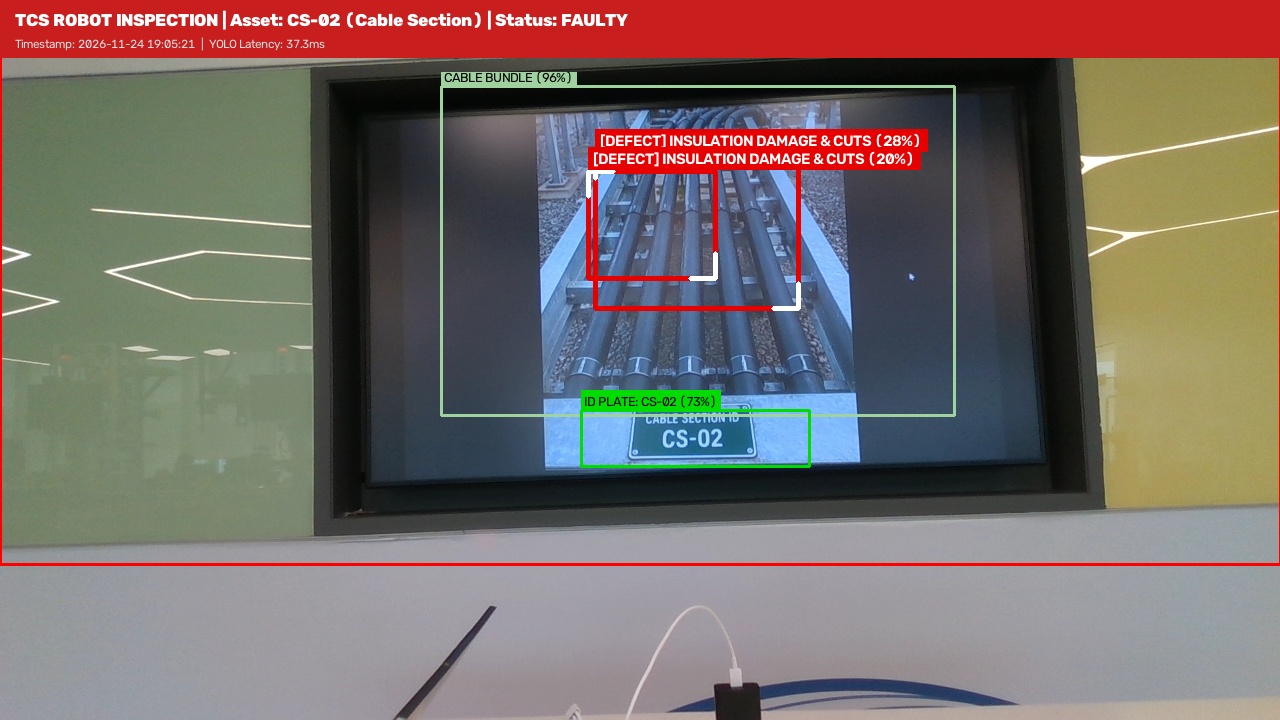 TCS ROBOT INSPECTION | Asset: CS-02 (Cable Section) | Status: FAULTY
Timestamp: 2026-11-24 19:05:21 | YOLO Latency: 37.3ms
CABLE BUNDLE (96%)
[DEFECT] INSULATION DAMAGE & CUTS (28%)
[DEFECT] INSULATION DAMAGE & CUTS (20%)
ID PLATE: CS-02 (73%)
CABLE SECTION ID
CS-02